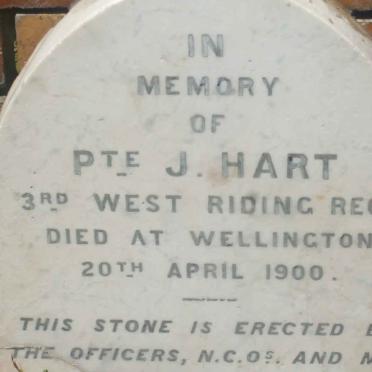 IN
MEMORY
OF
PTE J. HART
3RD WEST RIDING REG
DIED AT WELLINGTON
20TH APRIL 1900.
THIS STONE IS ERECTED
THE OFFICERS, N.C.OS. AND